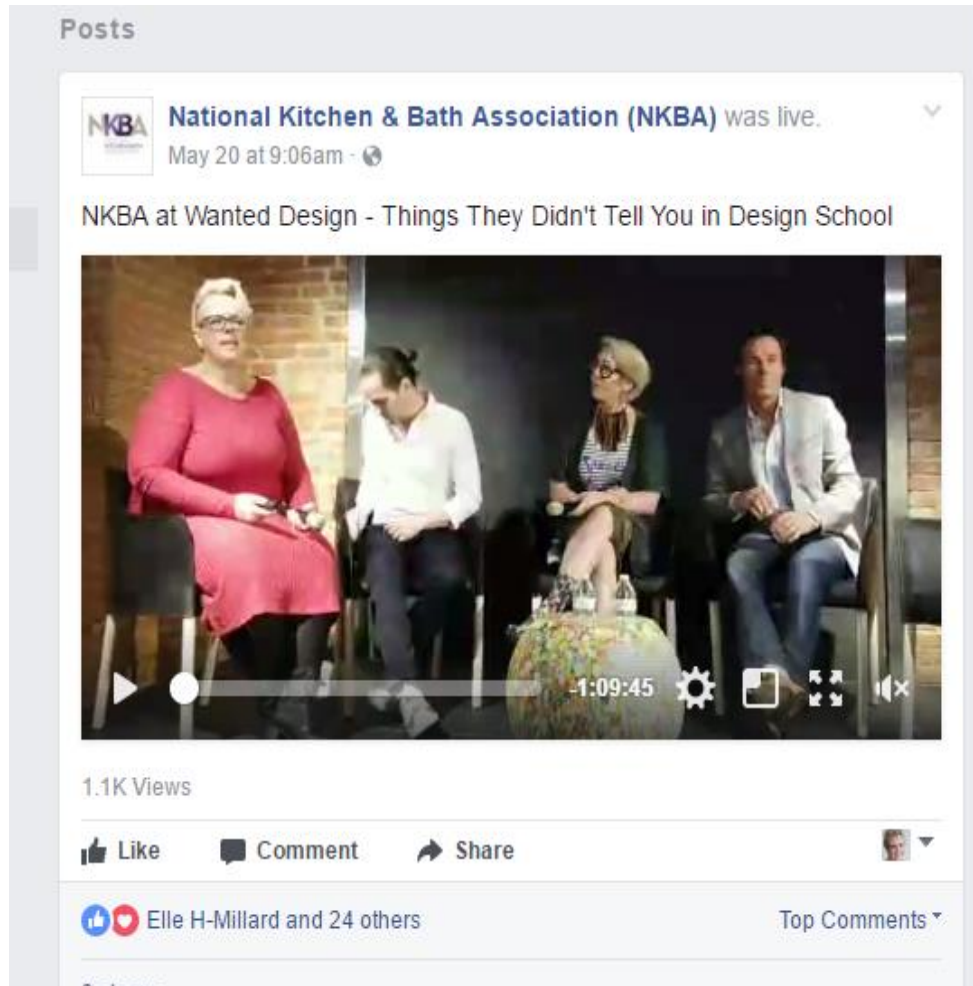 Posts
NKBA
National Kitchen & Bath Association (NKBA) was live.
May 20 at 9:06am ·
NKBA at Wanted Design - Things They Didn't Tell You in Design School
-1:09:45
1.1K Views
Like Comment Share
Elle H-Millard and 24 others Top Comments